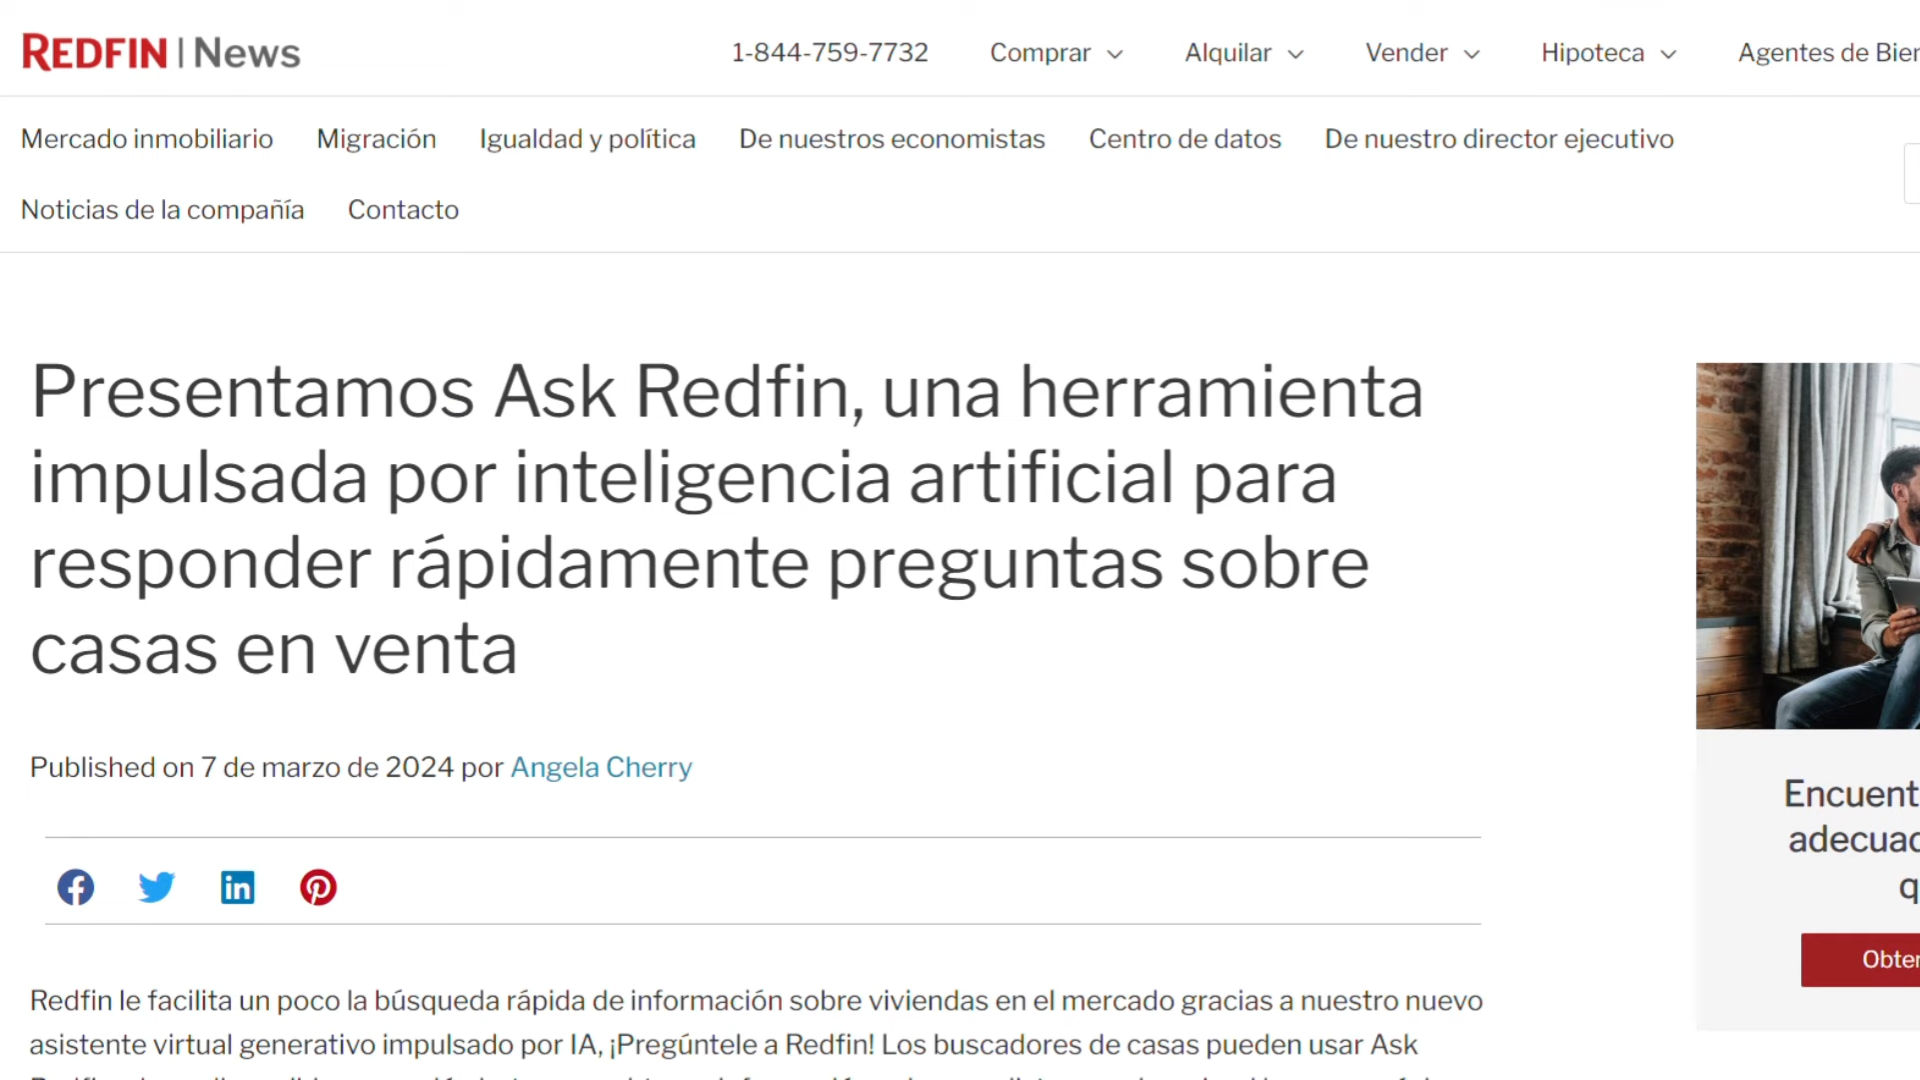 REDFIN | News
1-844-759-7732 Comprar Alquilar Vender Hipoteca Agentes de
Mercado inmobiliario Migración Igualdad y política De nuestros economistas Centro de datos De nuestro director ejecutivo
Noticias de la compañía Contacto
Presentamos Ask Redfin, una herramienta
impulsada por inteligencia artificial para
responder rápidamente preguntas sobre
casas en venta
Published on 7 de marzo de 2024 por Angela Cherry
Redfin le facilita un poco la búsqueda rápida de información sobre viviendas en el mercado gracias a nuestro nuevo
asistente virtual generativo impulsado por IA, ¡Pregúntele a Redfin! Los buscadores de casas pueden usar Ask